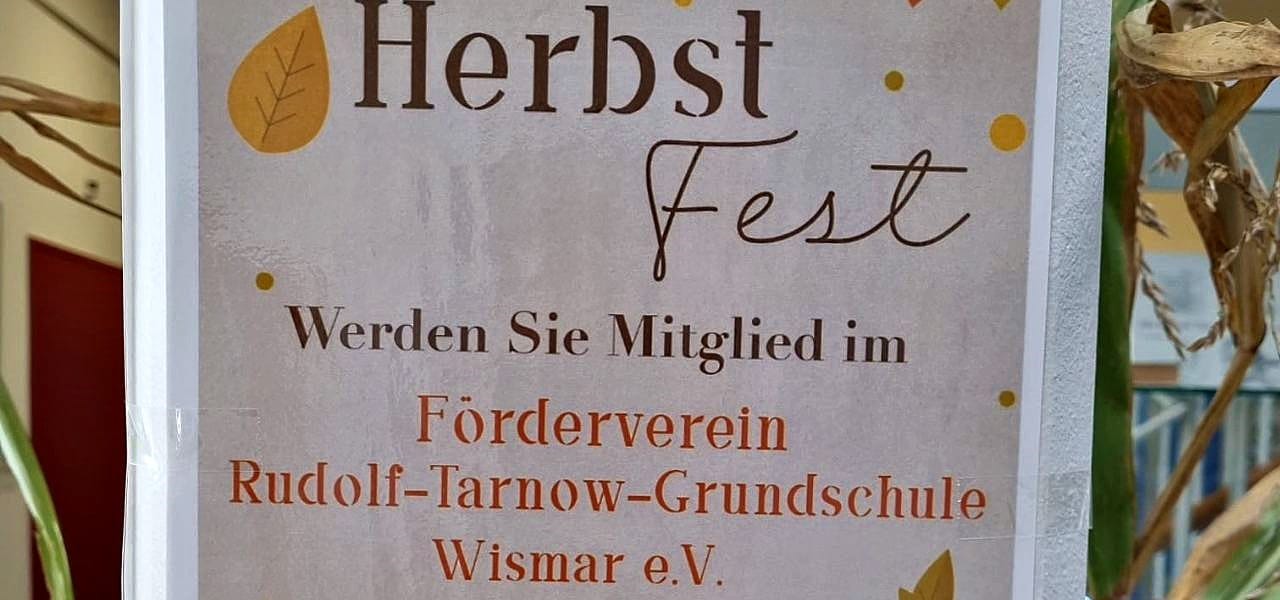 Herbst
Fest
Werden Sie Mitglied im
Förderverein
Rudolf-Tarnow-Grundschule
Wismar e.V.